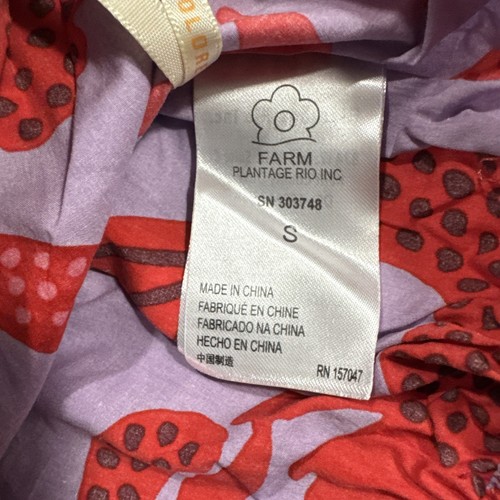 COLOR
FARM
PLANTAGE RIO INC
SN 303748
S
MADE IN CHINA
FABRIQUÉ EN CHINE
FABRICADO NA CHINA
HECHO EN CHINA
中国制造
RN 157047